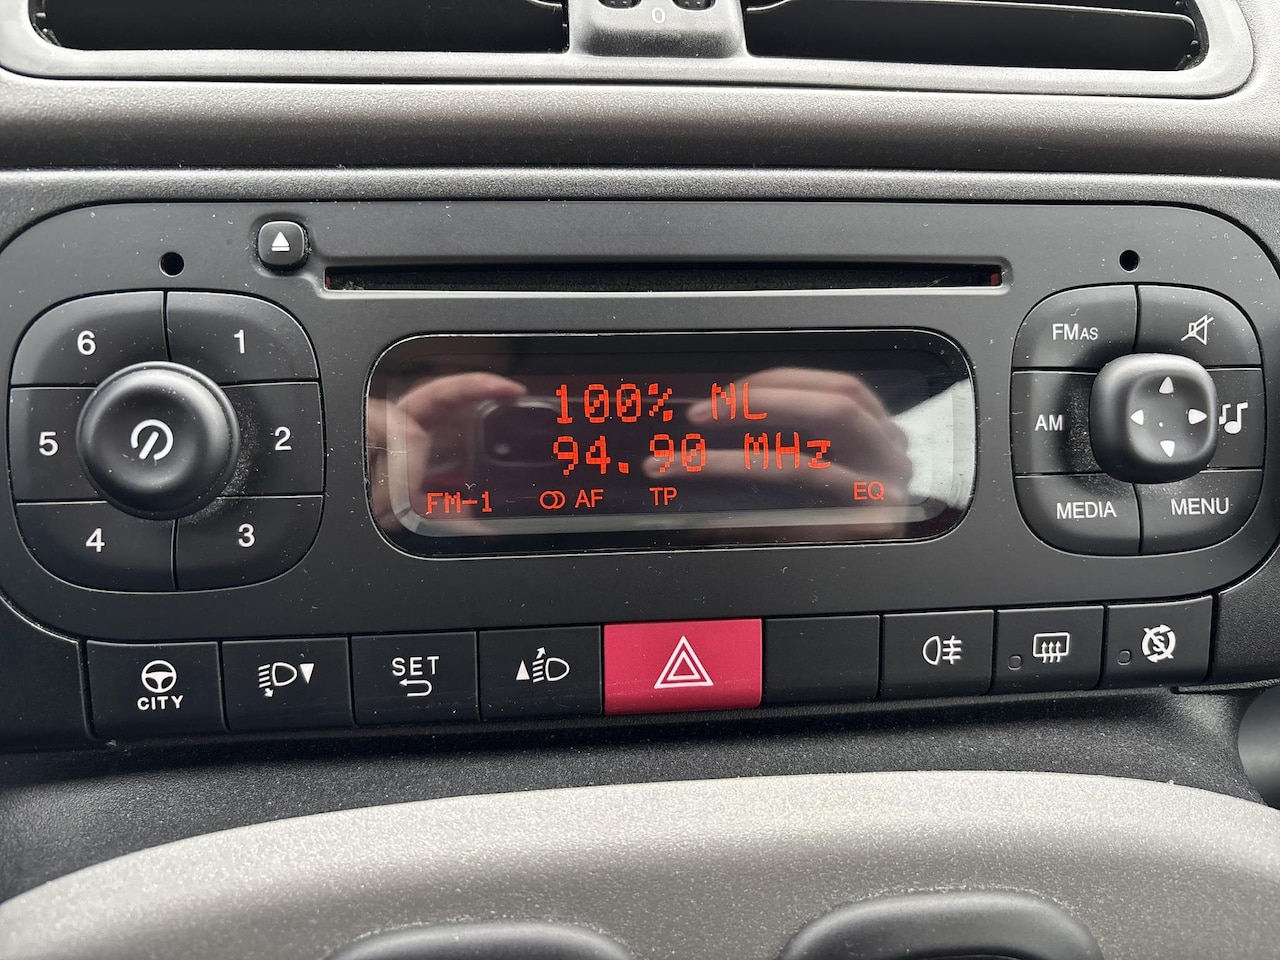 0
6
1
5
2
4
3
100% NL
94.90 MHz
FM-1 AF TP EQ
FMAS
AM
MEDIA
MENU
CITY
SET
S